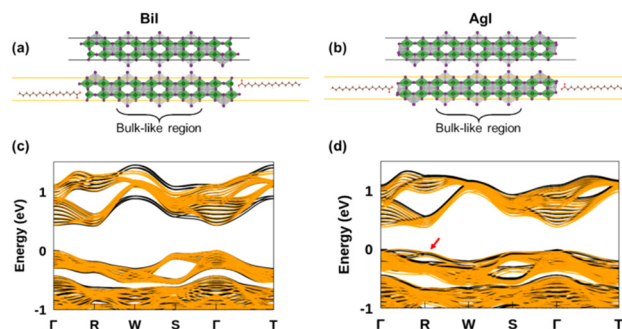 BiI AgI
(a) (b)
Bulk-like region Bulk-like region
(c) (d)
Energy (eV) 1 0 -1
Γ R W S Γ T
Energy (eV) 1 0 -1
Γ R W S Γ T